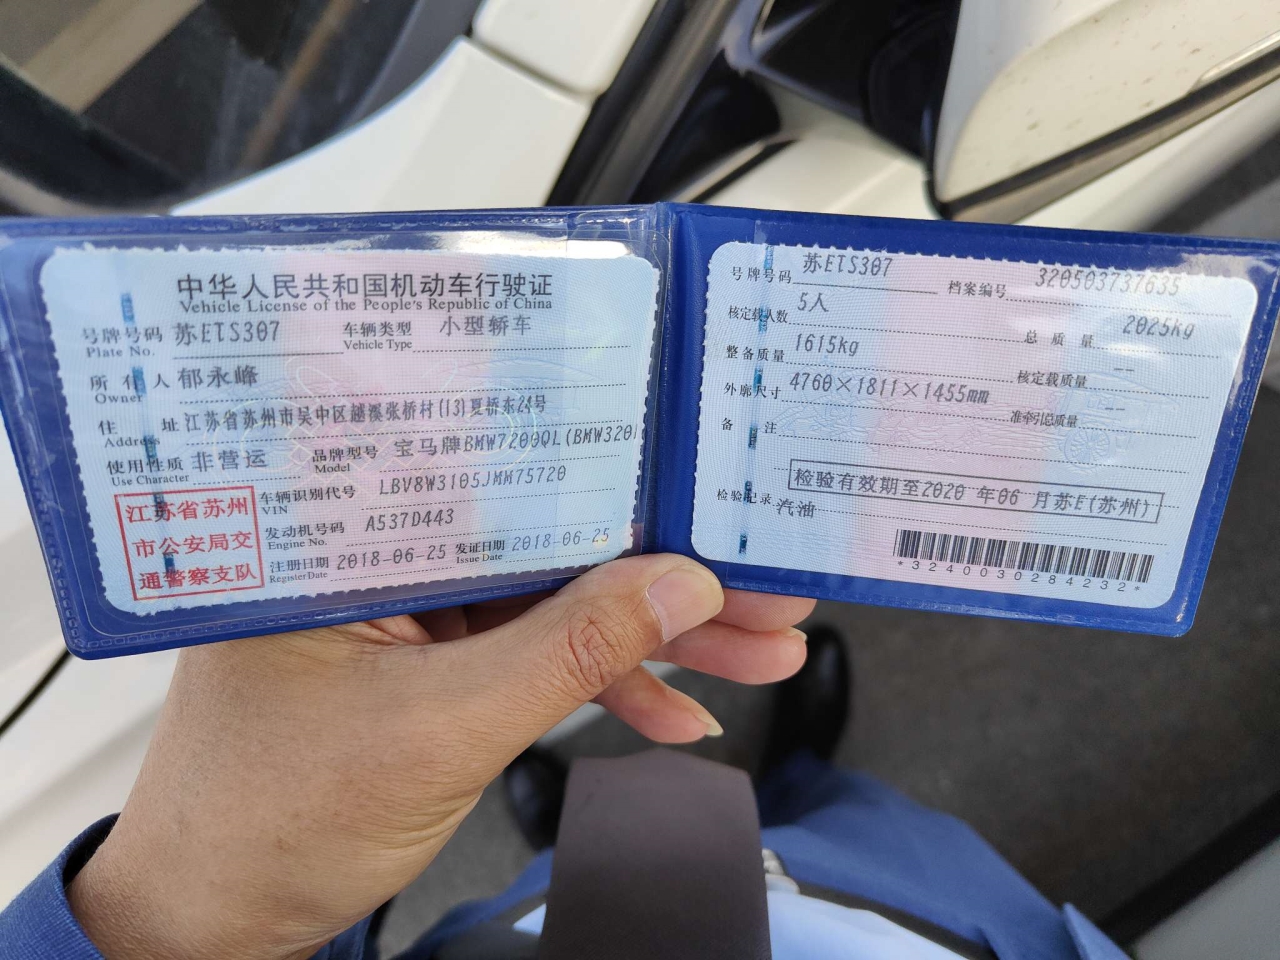 中华人民共和国机动车行驶证
Vehicle License of the People's Republic of China
号牌号码 苏E1S307 车辆类型 小型轿车
Plate No. Vehicle Type
所有人 郁永峰
Owner
住址 江苏省苏州市吴中区越溪张桥村(13)夏桥东24号
Address
使用性质 非营运 品牌型号 宝马牌BMW7200QL(BMW320
Use Character Model
江苏省苏州
市公安局交
通警察支队
车辆识别代号 LBV8W3105JMM75720
VIN
发动机号码 A537D443
Engine No.
注册日期 2018-06-25 发证日期 2018-06-25
Register Date Issue Date
号牌号码 苏E1S307 档案编号 320503737635
核定载人数 5人 总质量 2025kg
整备质量 1615kg 核定载质量 --
外廓尺寸 4760×1811×1455mm 准牵引总质量 --
备注
检验有效期至2020 年06 月苏E(苏州)
检验记录 汽油
*3240030284232*